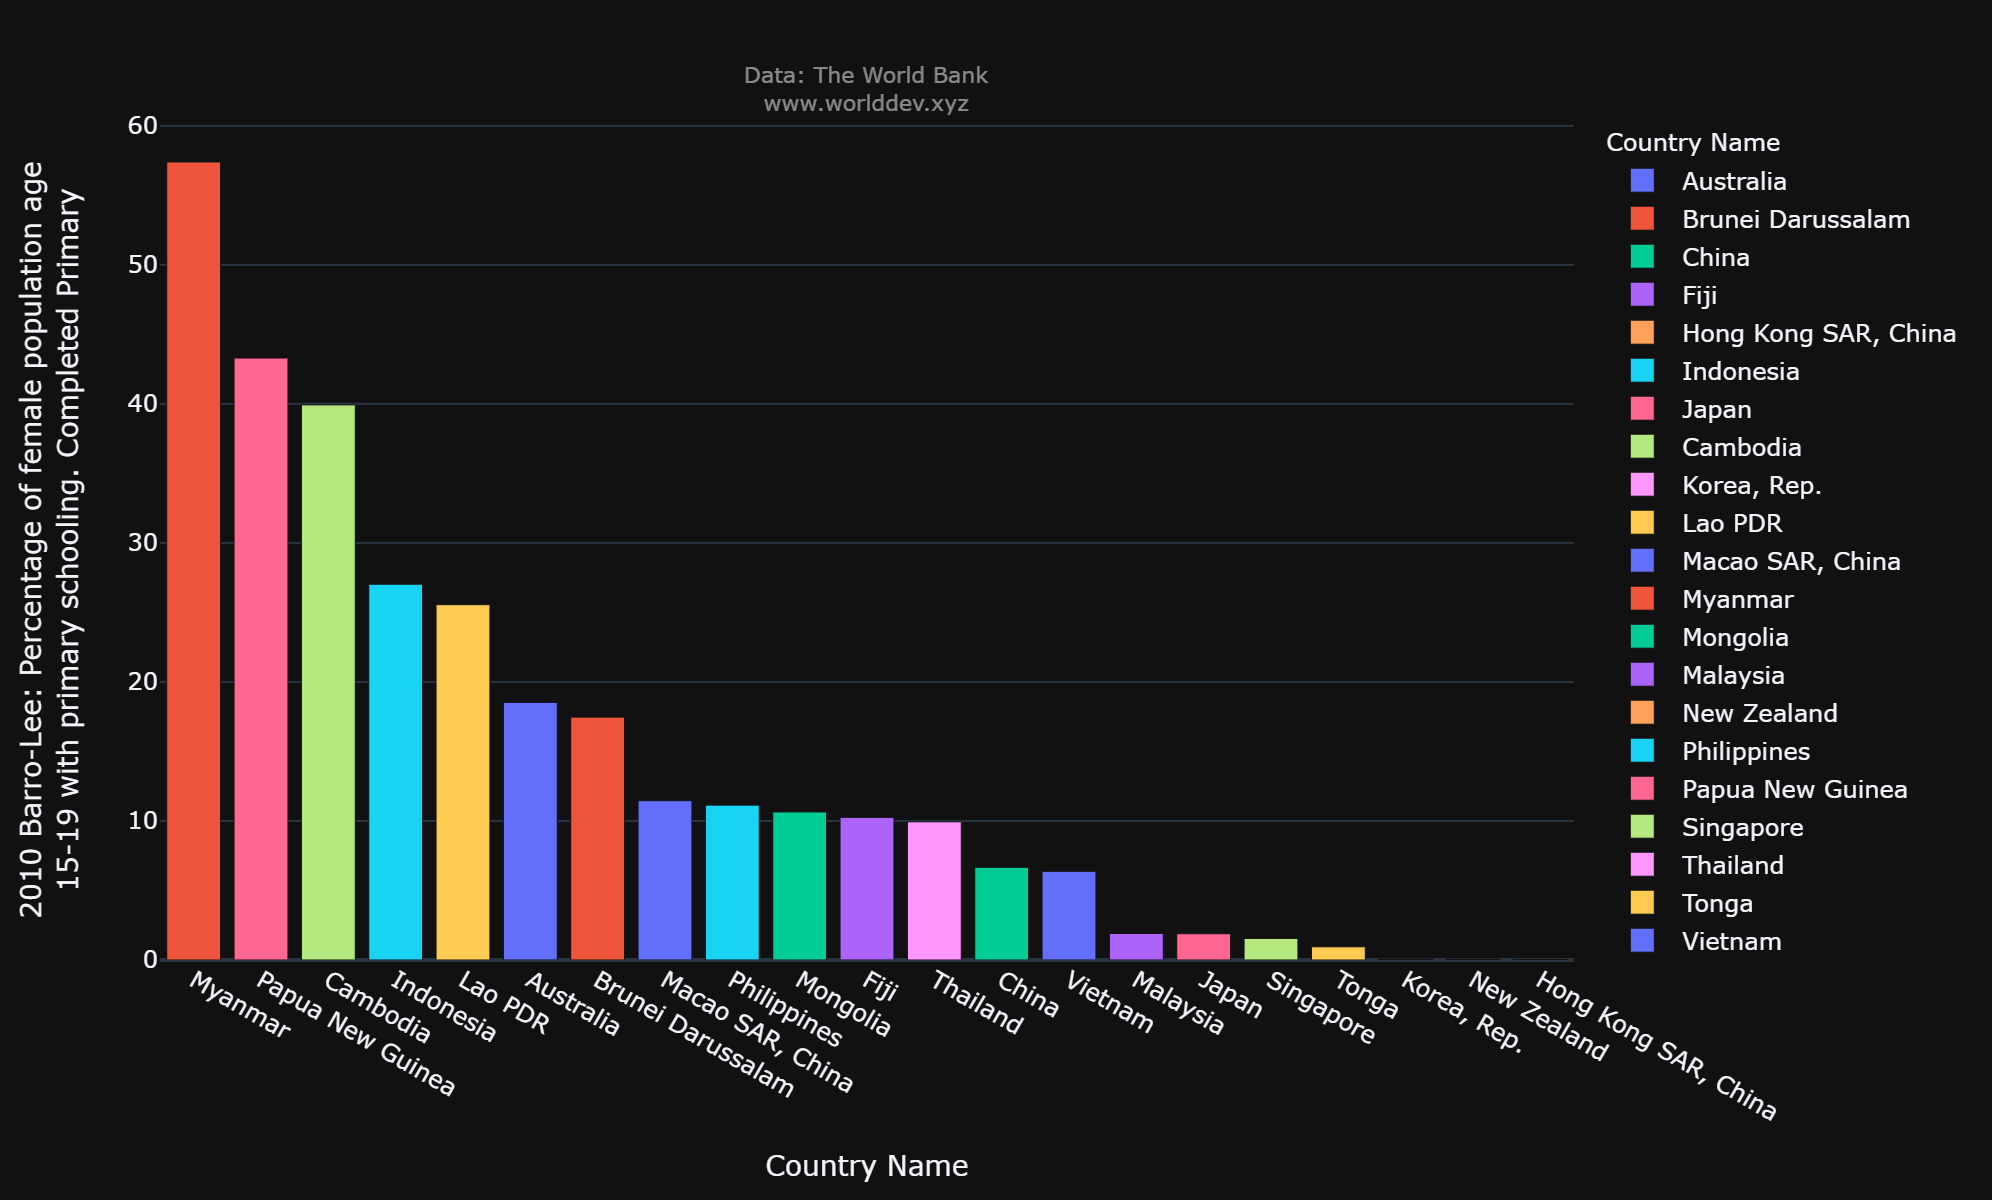 Data: The World Bank
www.worlddev.xyz
2010 Barro-Lee: Percentage of female population age
15-19 with primary schooling. Completed Primary
60
50
40
30
20
10
0
Myanmar
Papua New Guinea
Cambodia
Indonesia
Lao PDR
Australia
Brunei Darussalam
Macao SAR, China
Philippines
Mongolia
Fiji
Thailand
China
Vietnam
Malaysia
Japan
Singapore
Tonga
Korea, Rep.
New Zealand
Hong Kong SAR, China
Country Name
Country Name
Australia
Brunei Darussalam
China
Fiji
Hong Kong SAR, China
Indonesia
Japan
Cambodia
Korea, Rep.
Lao PDR
Macao SAR, China
Myanmar
Mongolia
Malaysia
New Zealand
Philippines
Papua New Guinea
Singapore
Thailand
Tonga
Vietnam